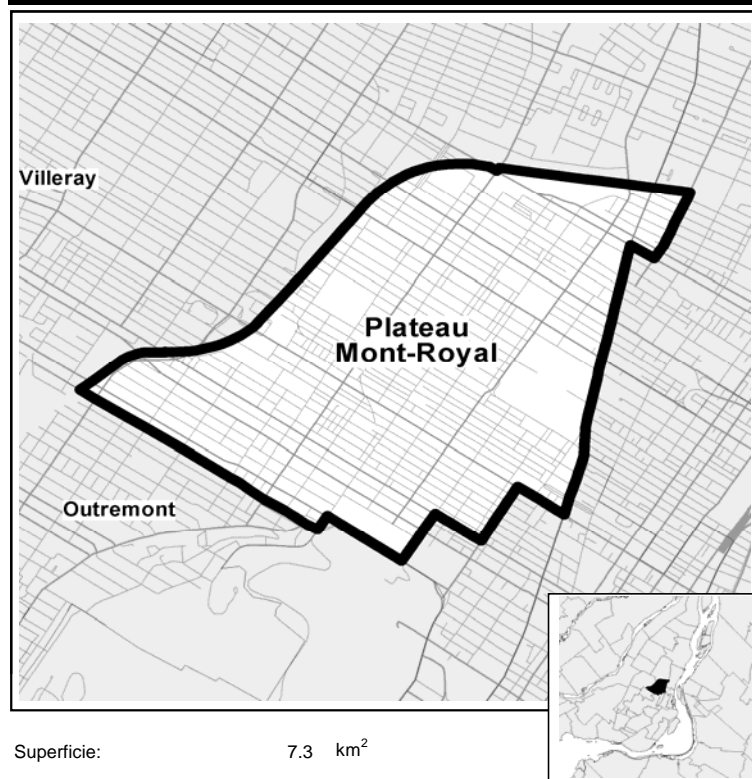 Villeray
Plateau
Mont-Royal
Outremont
Superficie: 7.3 km²